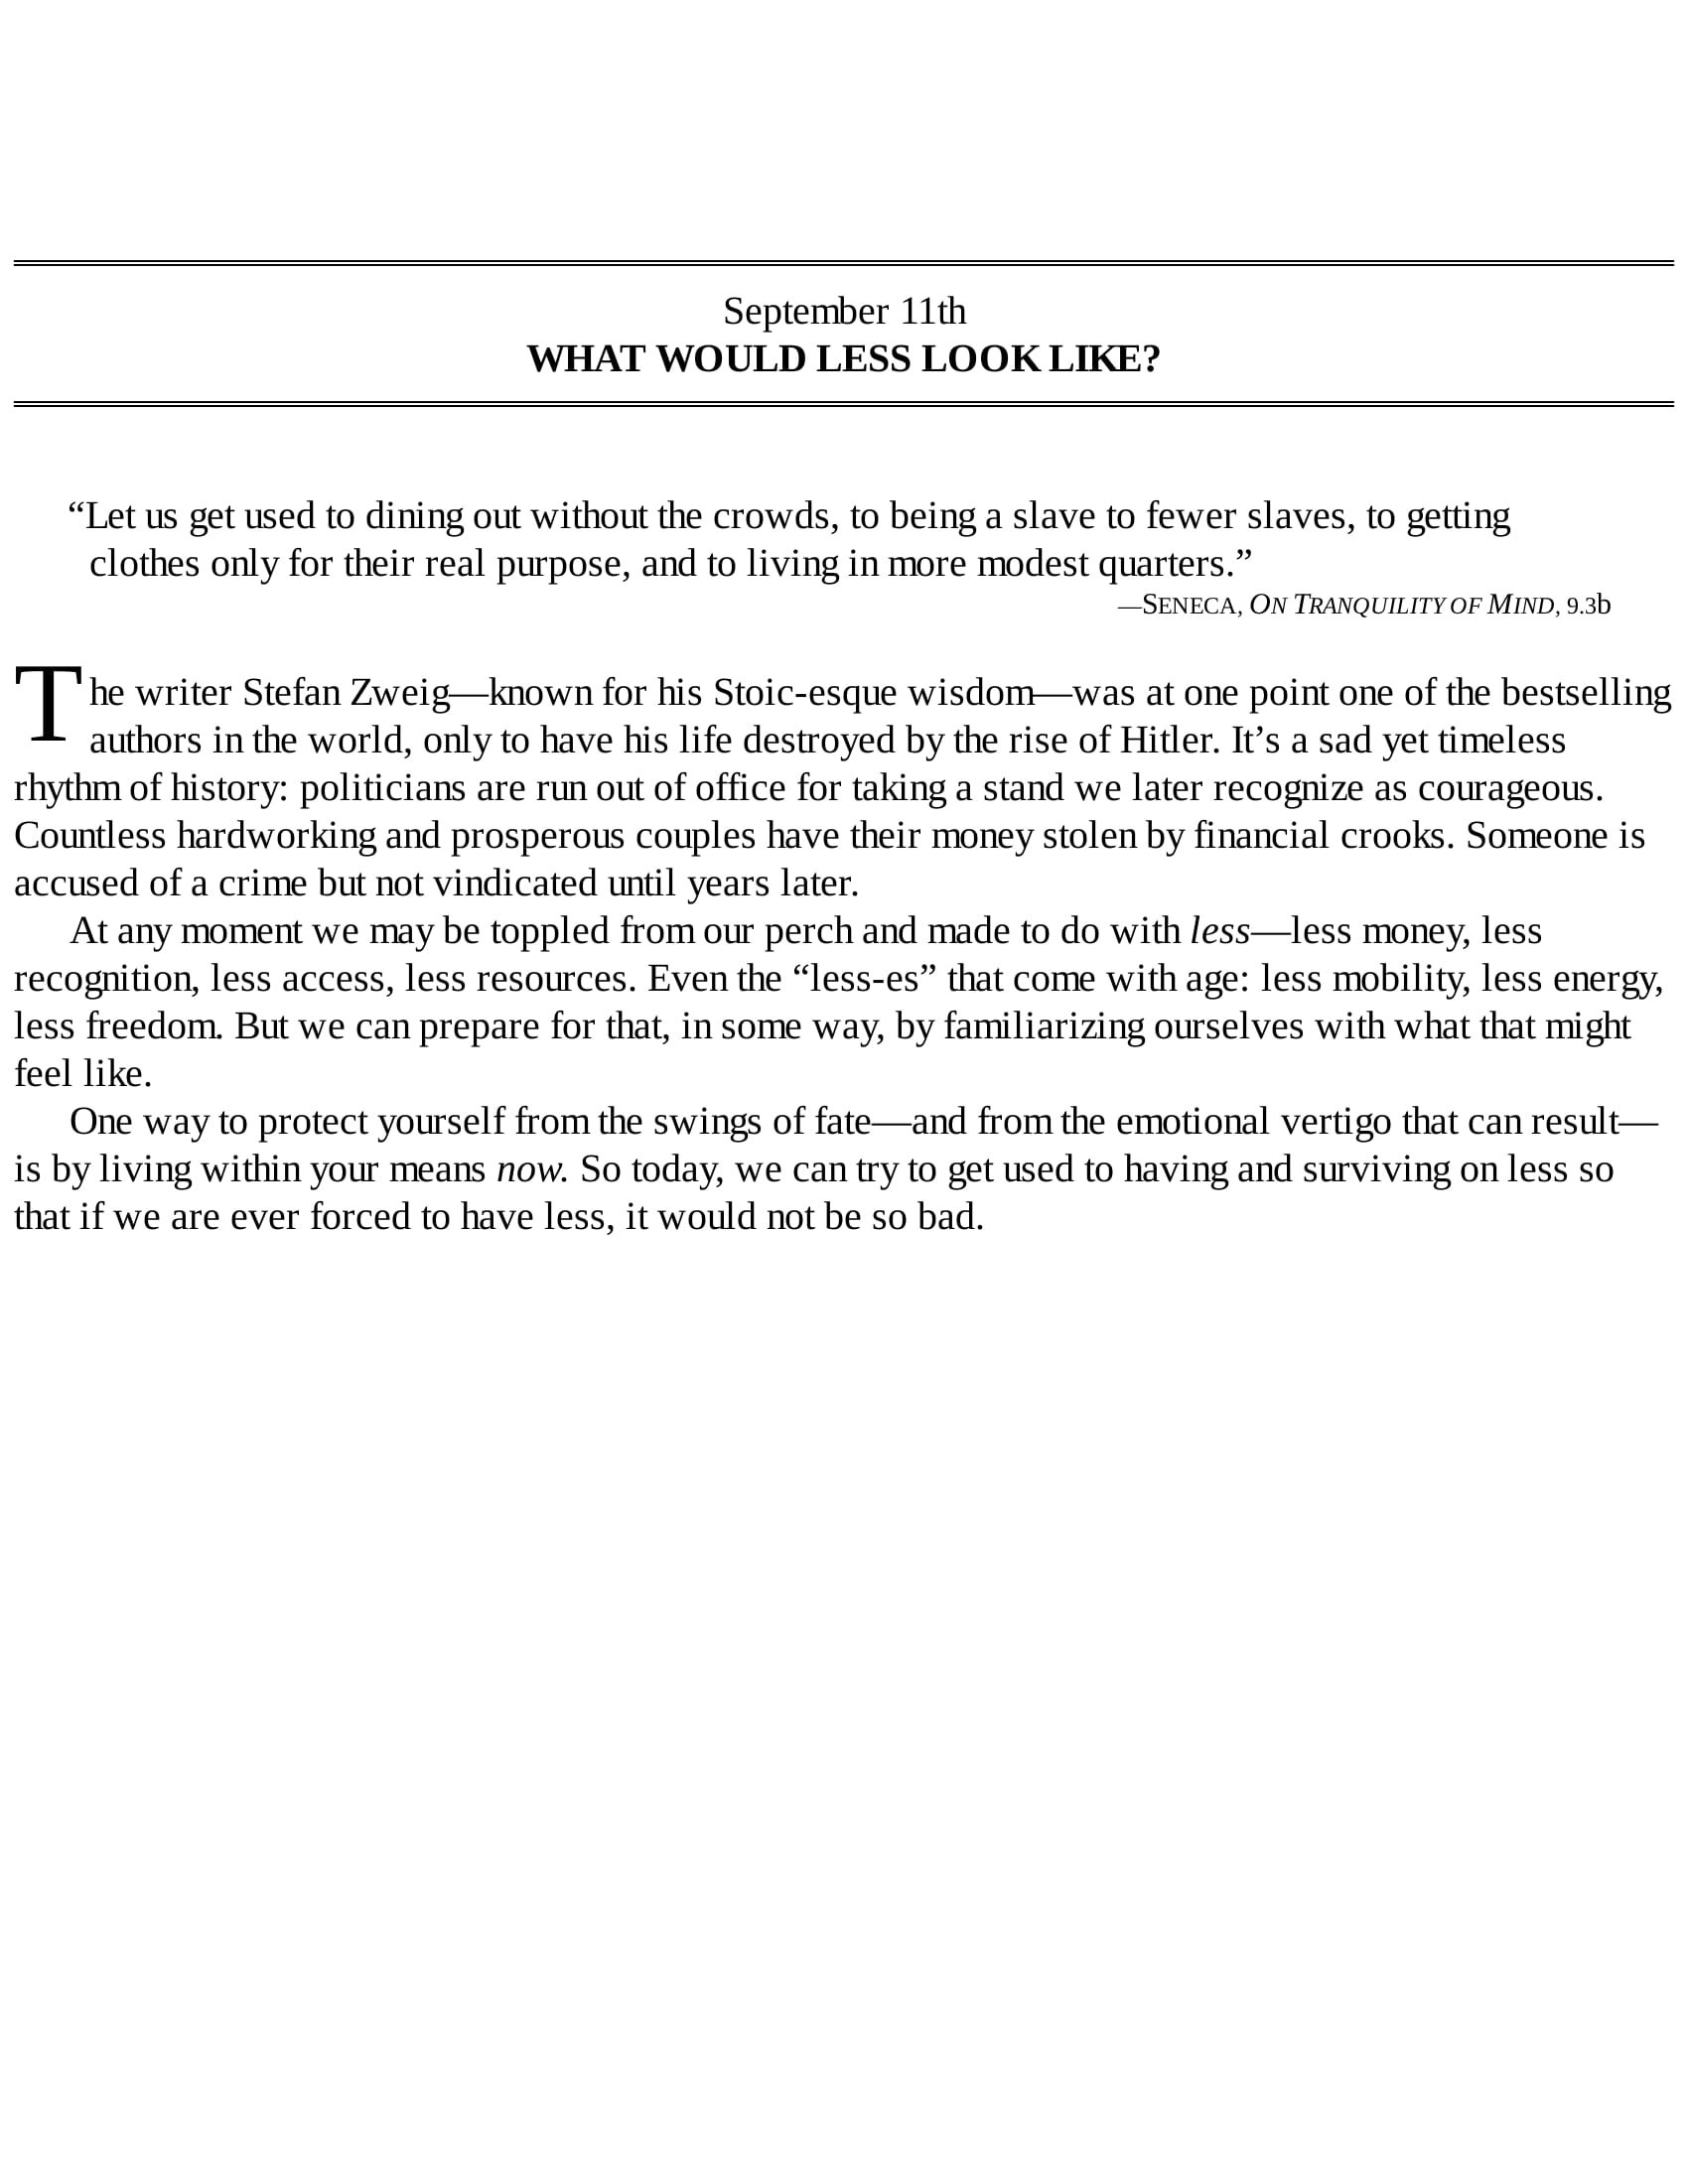 September 11th
WHAT WOULD LESS LOOK LIKE?
“Let us get used to dining out without the crowds, to being a slave to fewer slaves, to getting
clothes only for their real purpose, and to living in more modest quarters.”
—SENECA, ON TRANQUILITY OF MIND, 9.3b
The writer Stefan Zweig—known for his Stoic-esque wisdom—was at one point one of the bestselling
authors in the world, only to have his life destroyed by the rise of Hitler. It’s a sad yet timeless
rhythm of history: politicians are run out of office for taking a stand we later recognize as courageous.
Countless hardworking and prosperous couples have their money stolen by financial crooks. Someone is
accused of a crime but not vindicated until years later.
At any moment we may be toppled from our perch and made to do with less—less money, less
recognition, less access, less resources. Even the “less-es” that come with age: less mobility, less energy,
less freedom. But we can prepare for that, in some way, by familiarizing ourselves with what that might
feel like.
One way to protect yourself from the swings of fate—and from the emotional vertigo that can result—
is by living within your means now. So today, we can try to get used to having and surviving on less so
that if we are ever forced to have less, it would not be so bad.